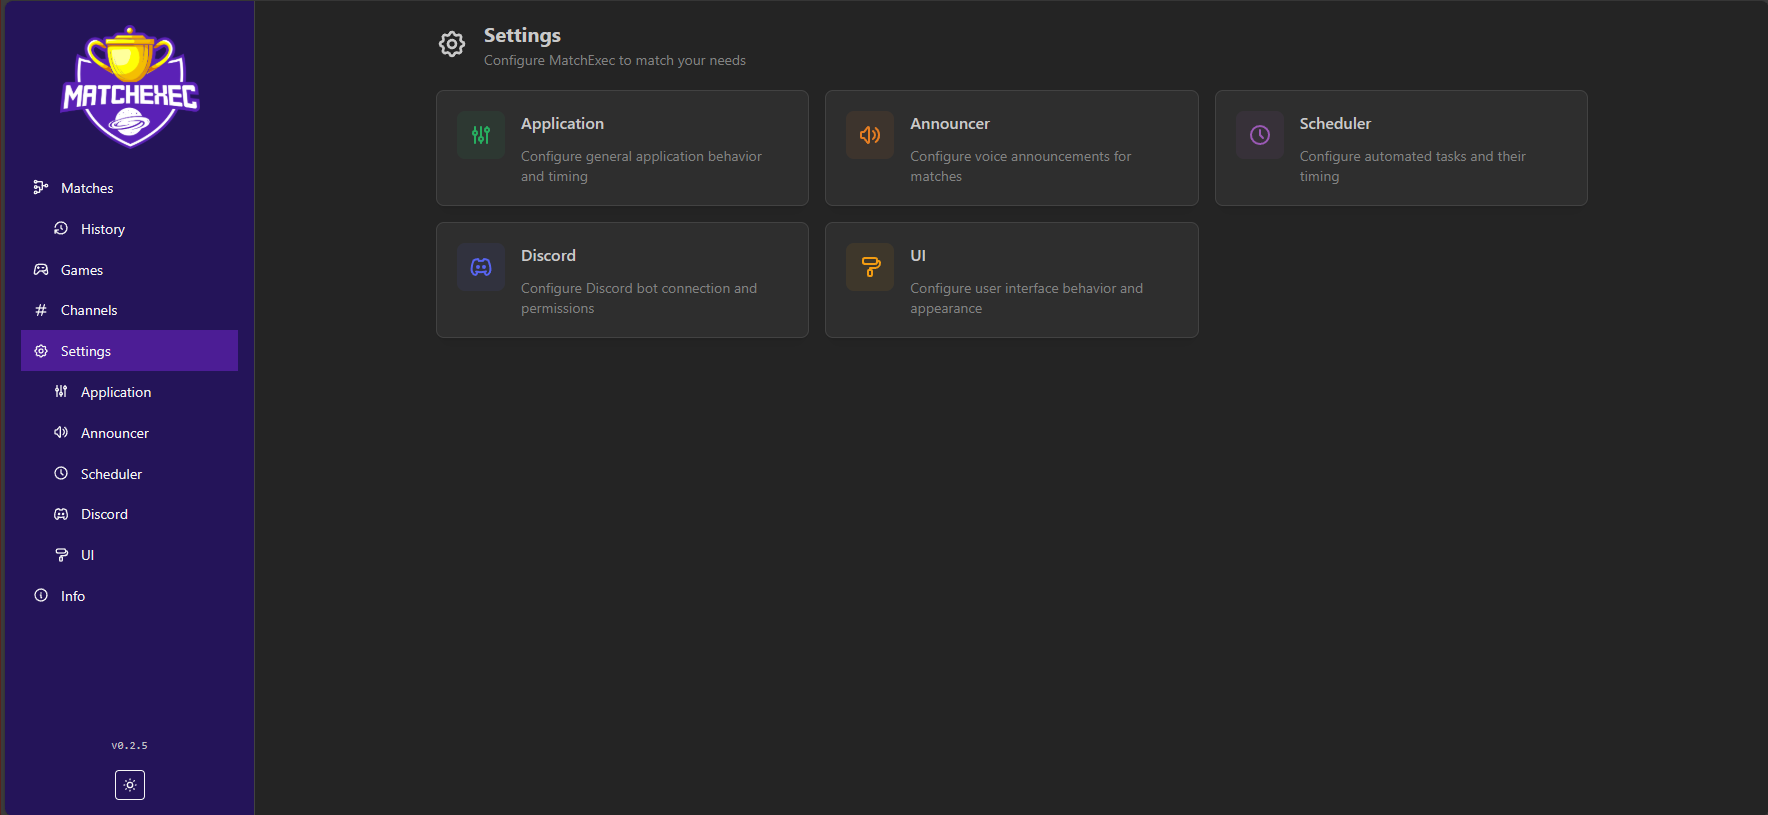 MATCHEXEC
Matches
History
Games
Channels
Settings
Application
Announcer
Scheduler
Discord
UI
Info
v0.2.5
Settings
Configure MatchExec to match your needs
Application
Configure general application behavior
and timing
Announcer
Configure voice announcements for
matches
Scheduler
Configure automated tasks and their
timing
Discord
Configure Discord bot connection and
permissions
UI
Configure user interface behavior and
appearance